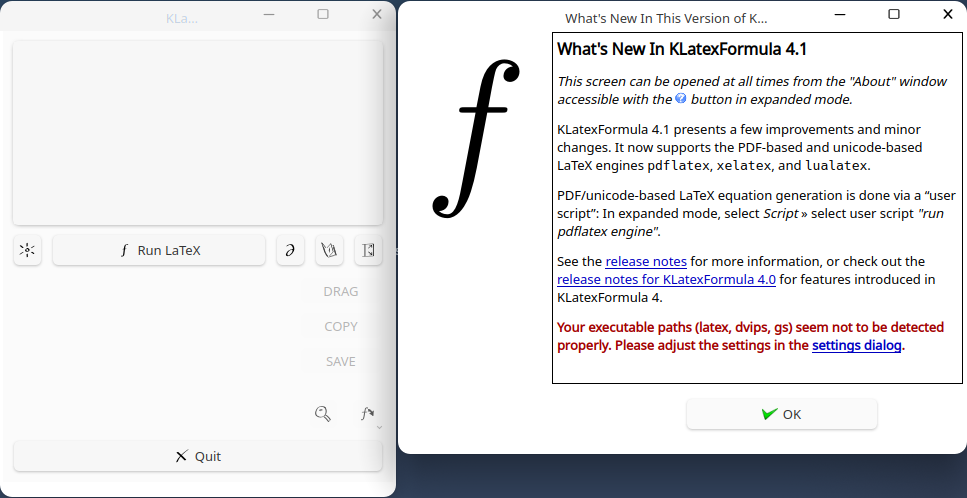 KLa...
Run LaTeX
DRAG
COPY
SAVE
Quit
What's New In This Version of K...
What's New In KLatexFormula 4.1
This screen can be opened at all times from the "About" window
accessible with the button in expanded mode.
KLatexFormula 4.1 presents a few improvements and minor
changes. It now supports the PDF-based and unicode-based
LaTeX engines pdflatex, xelatex, and lualatex.
PDF/unicode-based LaTeX equation generation is done via a “user
script”: In expanded mode, select Script » select user script "run
pdflatex engine".
See the release notes for more information, or check out the
release notes for KLatexFormula 4.0 for features introduced in
KLatexFormula 4.
Your executable paths (latex, dvips, gs) seem not to be detected
properly. Please adjust the settings in the settings dialog.
OK